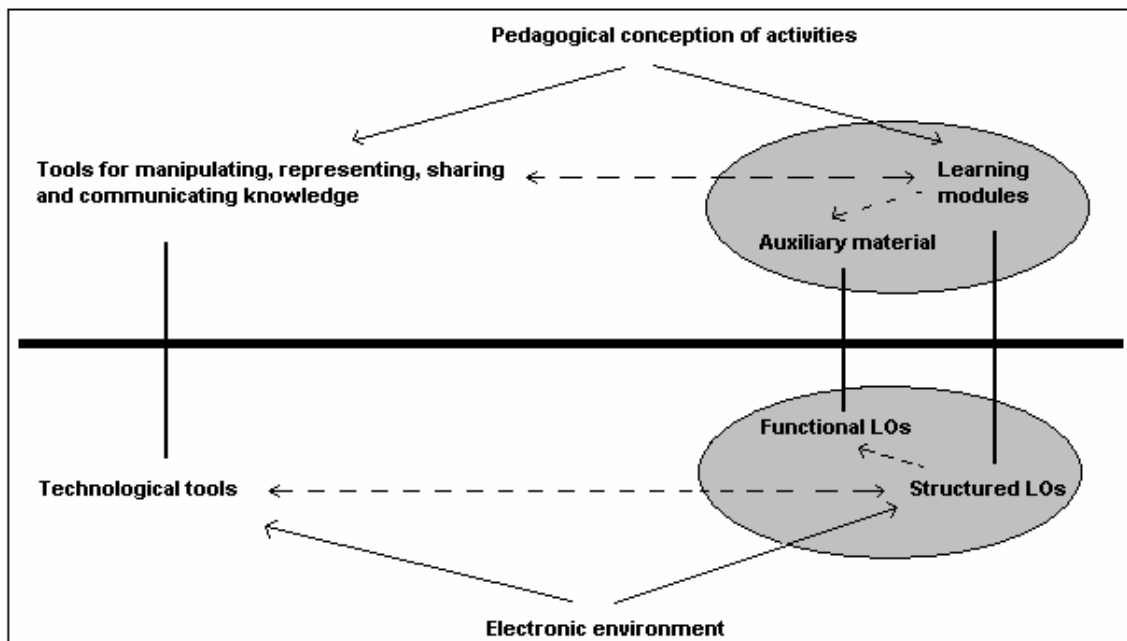 Pedagogical conception of activities
Tools for manipulating, representing, sharing
and communicating knowledge
Learning
modules
Auxiliary material
Functional LOs
Technological tools
Structured LOs
Electronic environment